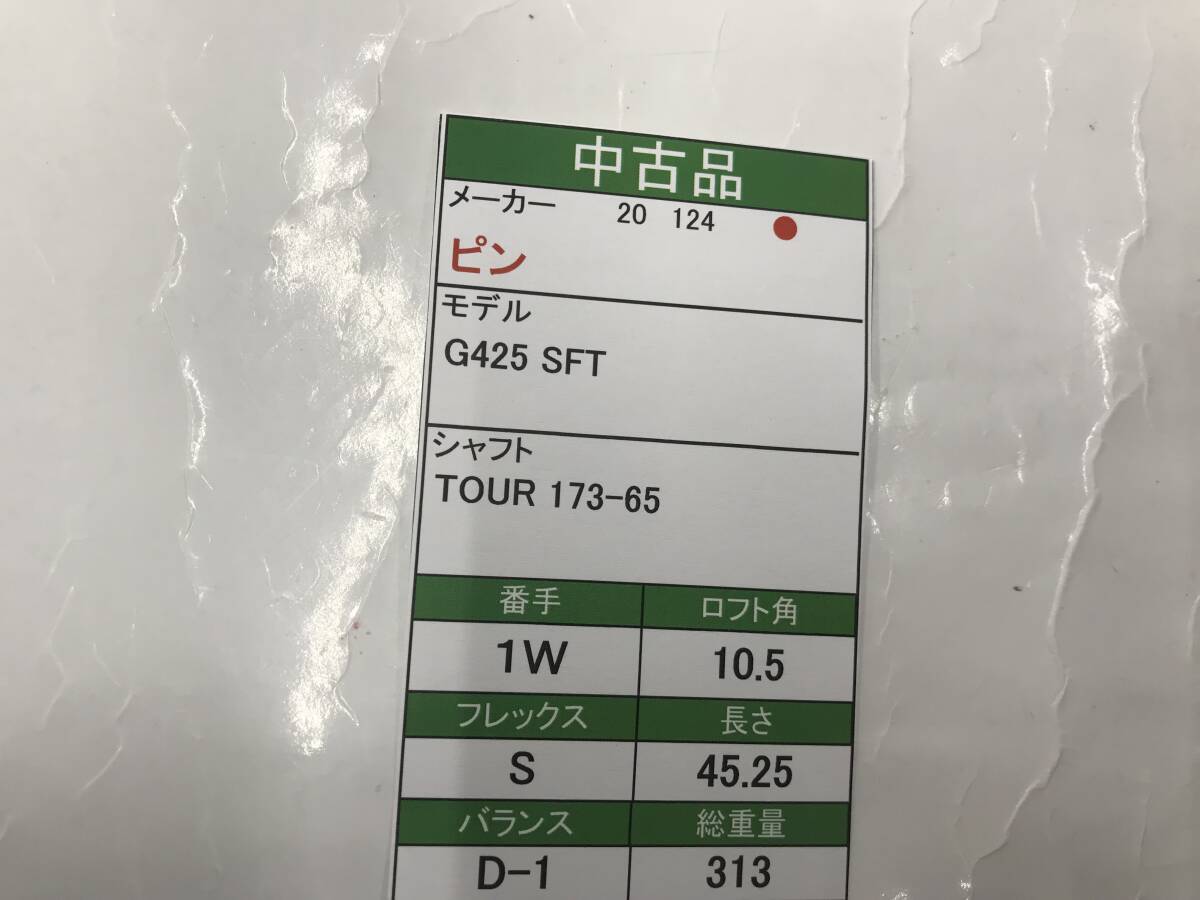 中古品
メーカー 20 124
ピン
モデル
G425 SFT
シャフト
TOUR 173-65
番手 ロフト角
1W 10.5
フレックス 長さ
S 45.25
バランス 総重量
D-1 313